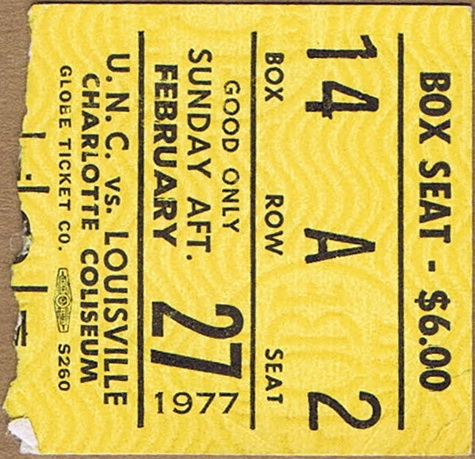 BOX SEAT - $6.00
14 A 2
BOX ROW SEAT
GOOD ONLY
SUNDAY AFT.
FEBRUARY 27 1977
U.N.C. vs. LOUISVILLE
CHARLOTTE COLISEUM
GLOBE TICKET CO. S260